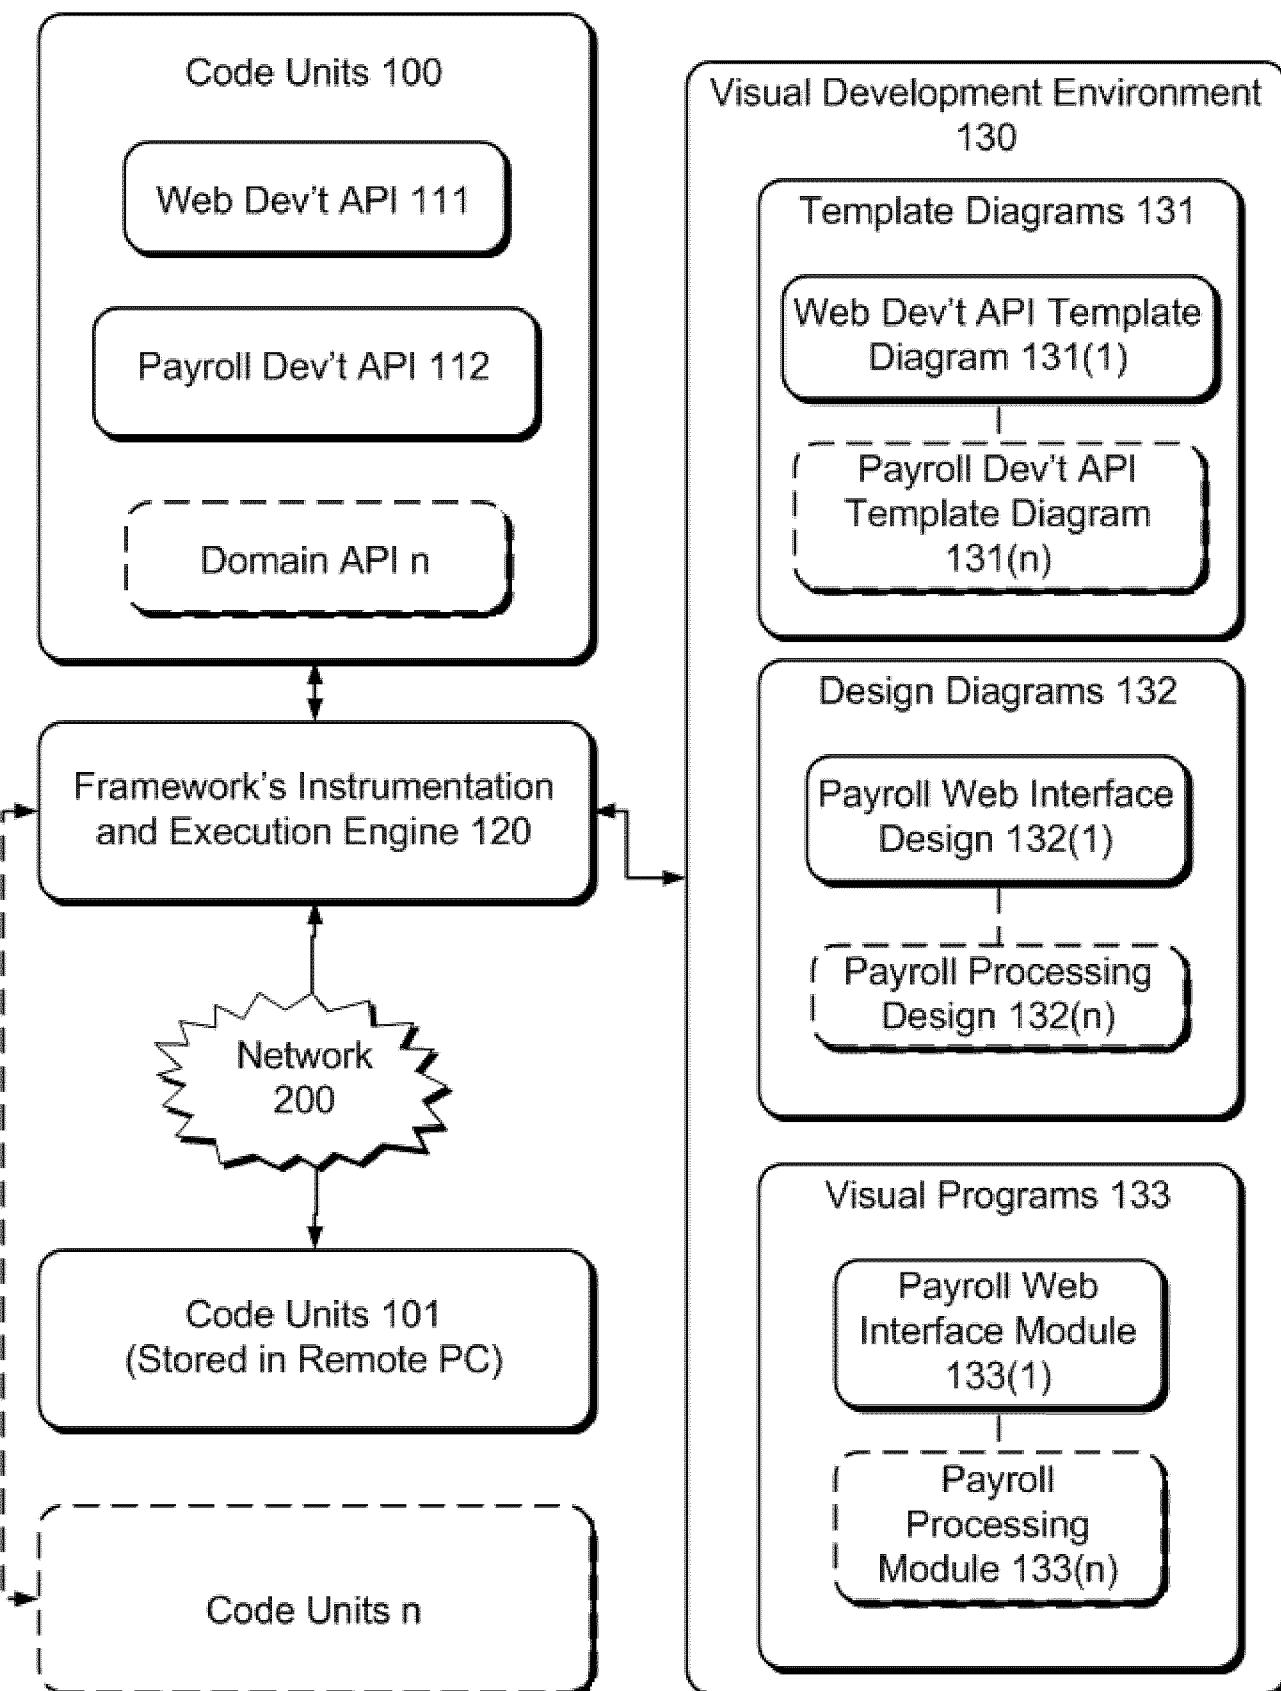 Code Units 100
Web Dev't API 111
Payroll Dev't API 112
Domain API n
Framework's Instrumentation
and Execution Engine 120
Network
200
Code Units 101
(Stored in Remote PC)
Code Units n
Visual Development Environment
130
Template Diagrams 131
Web Dev't API Template
Diagram 131(1)
Payroll Dev't API
Template Diagram
131(n)
Design Diagrams 132
Payroll Web Interface
Design 132(1)
Payroll Processing
Design 132(n)
Visual Programs 133
Payroll Web
Interface Module
133(1)
Payroll
Processing
Module 133(n)